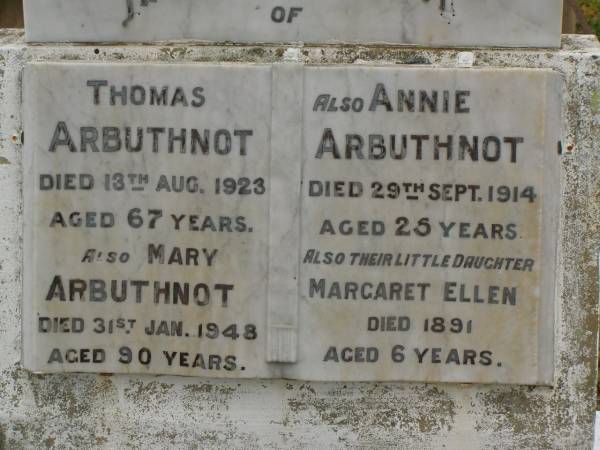 OF
THOMAS
ARBUTHNOT
DIED 13TH AUG. 1923
AGED 67 YEARS.
ALSO MARY
ARBUTHNOT
DIED 31ST JAN. 1948
AGED 90 YEARS.
ALSO ANNIE
ARBUTHNOT
DIED 29TH SEPT. 1914
AGED 25 YEARS.
ALSO THEIR LITTLE DAUGHTER
MARGARET ELLEN
DIED 1891
AGED 6 YEARS.